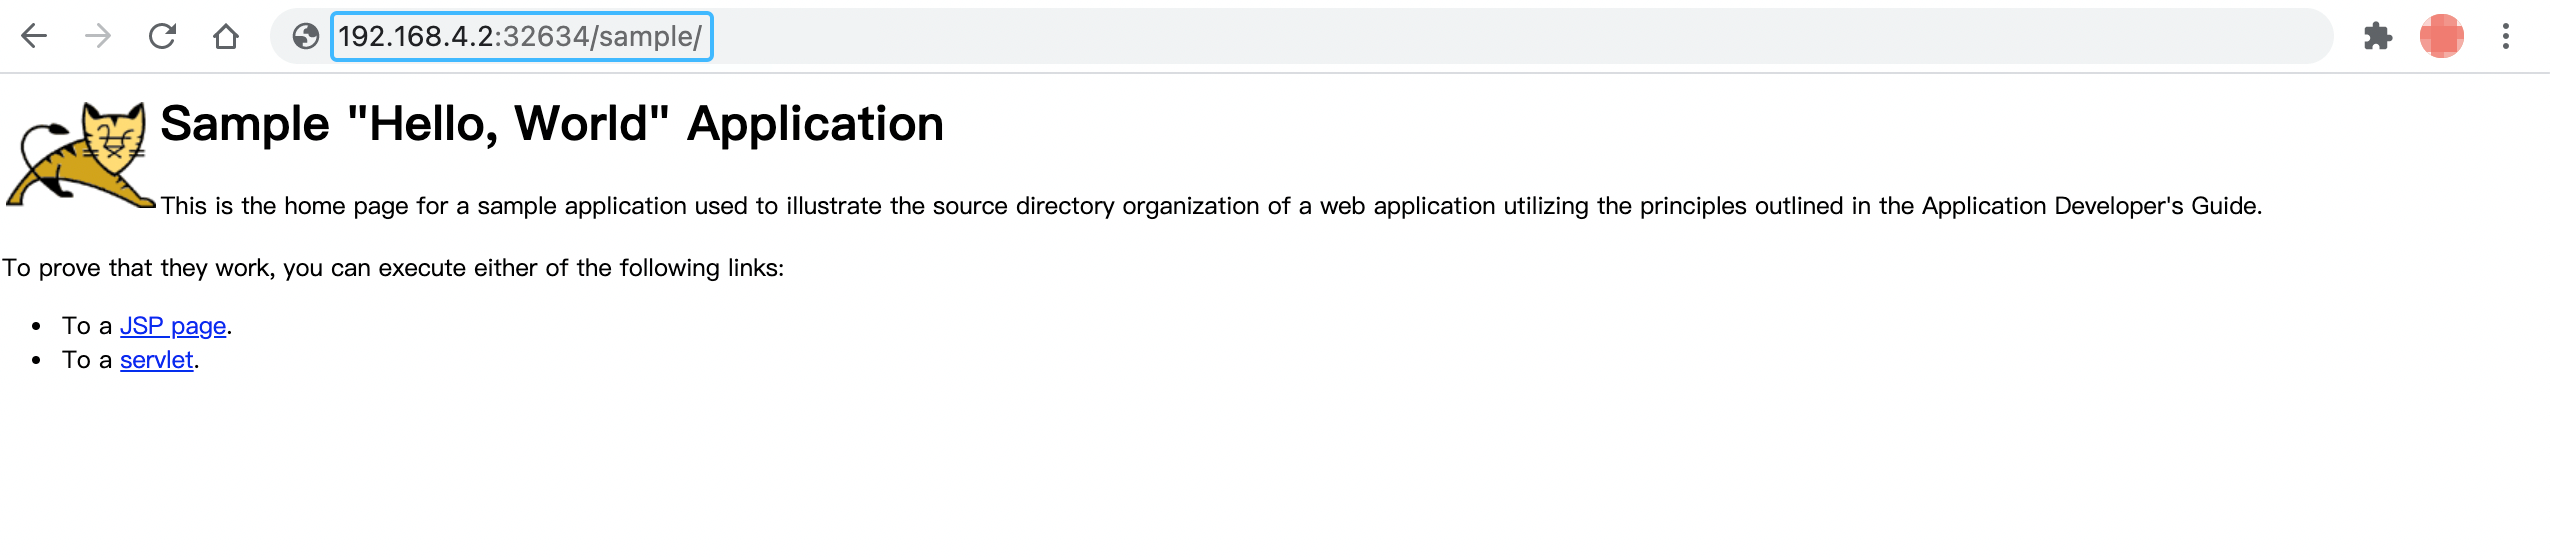 192.168.4.2:32634/sample/
Sample "Hello, World" Application
This is the home page for a sample application used to illustrate the source directory organization of a web application utilizing the principles outlined in the Application Developer's Guide.
To prove that they work, you can execute either of the following links:
• To a JSP page.
• To a servlet.